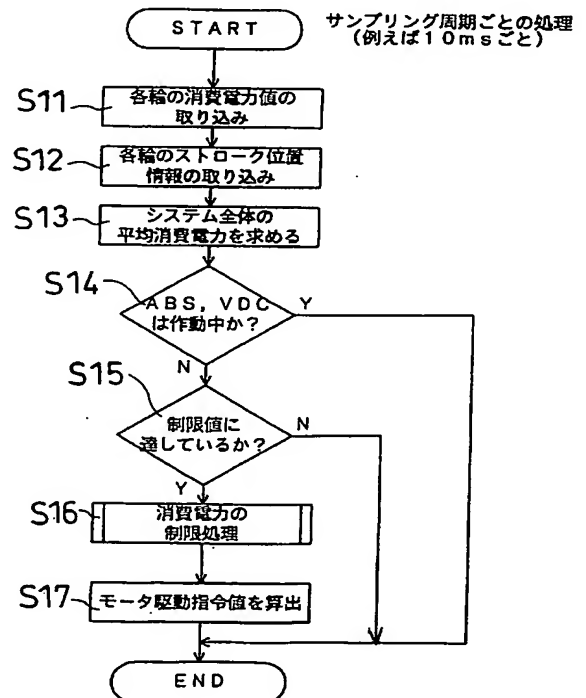 START
サンプリング周期ごとの処理
(例えば10msごと)
S11
各輪の消費電力値の
取り込み
S12
各輪のストローク位置
情報の取り込み
S13
システム全体の
平均消費電力を求める
S14
ABS,VDC
は作動中か?
Y
N
S15
制限値に
達しているか?
N
Y
S16
消費電力の
制限処理
S17
モータ駆動指令値を算出
END